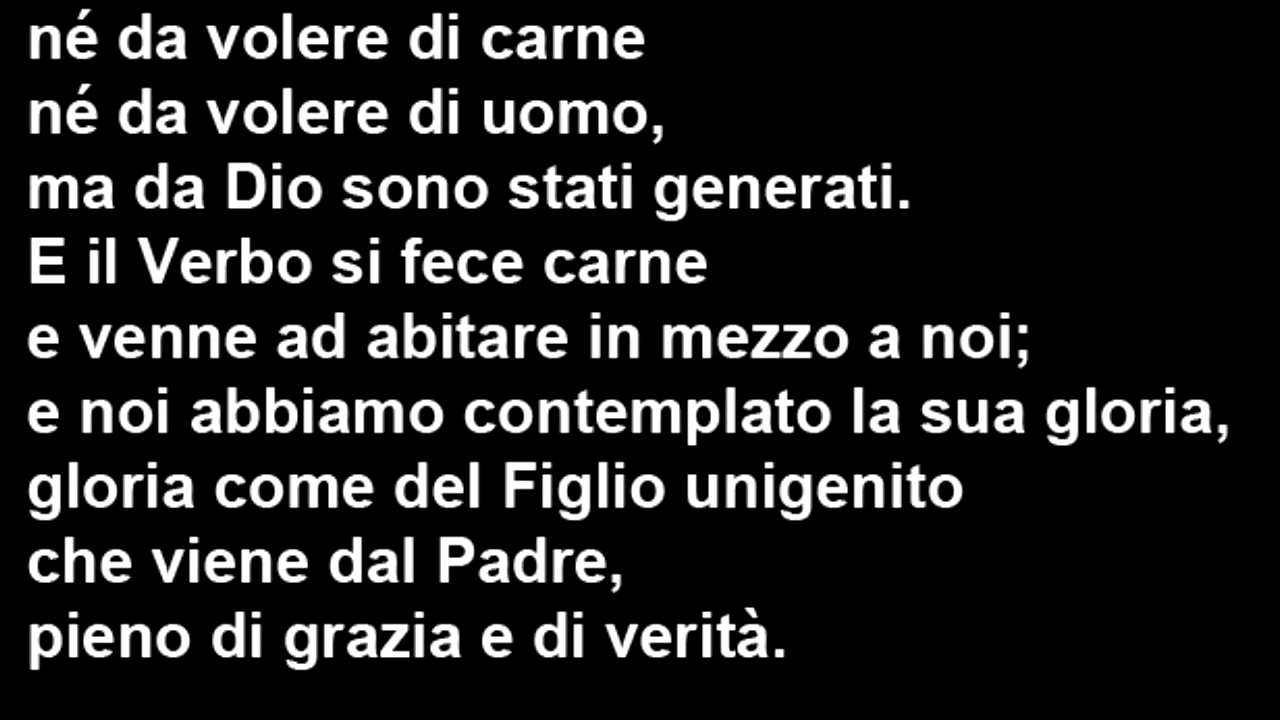 né da volere di carne
né da volere di uomo,
ma da Dio sono stati generati.
E il Verbo si fece carne
e venne ad abitare in mezzo a noi;
e noi abbiamo contemplato la sua gloria,
gloria come del Figlio unigenito
che viene dal Padre,
pieno di grazia e di verità.